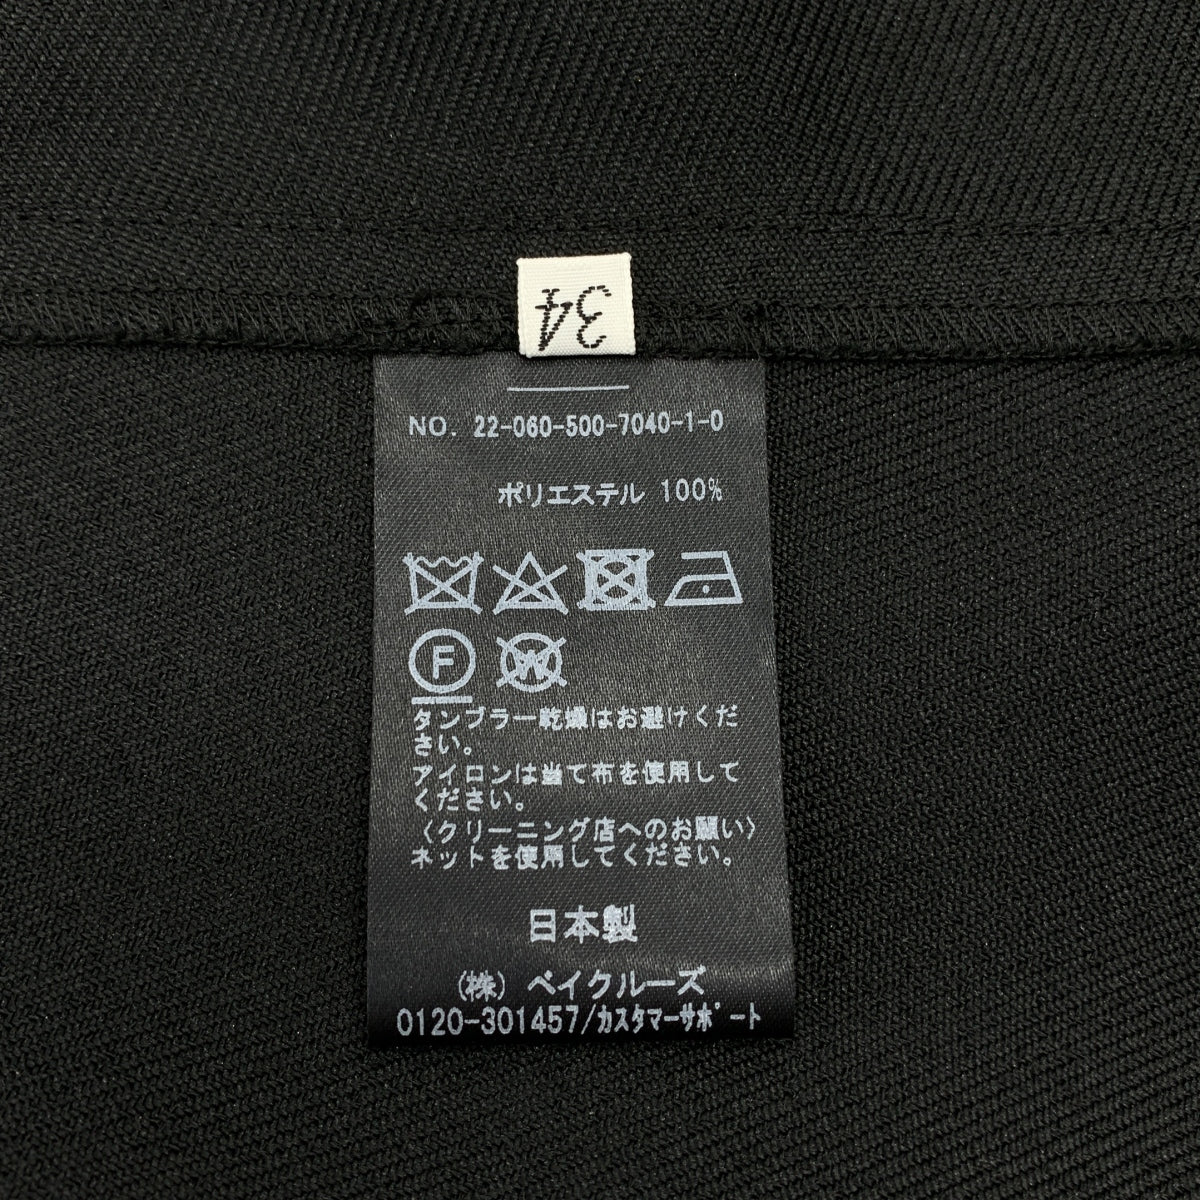 34
NO. 22-060-500-7040-1-0
ポリエステル 100%
F
W
タンブラー乾燥はお避けくだ
さい。
アイロンは当て布を使用して
ください。
〈クリーニング店へのお願い〉
ネットを使用してください。
日本製
(株) ベイクルーズ
0120-301457/ｶｽﾀﾏｰｻﾎﾟｰﾄ